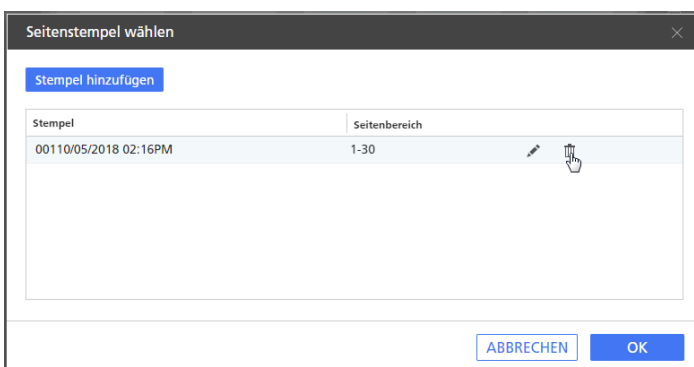 Seitenstempel wählen
Stempel hinzufügen
Stempel Seitenbereich
00110/05/2018 02:16PM 1-30
ABBRECHEN OK